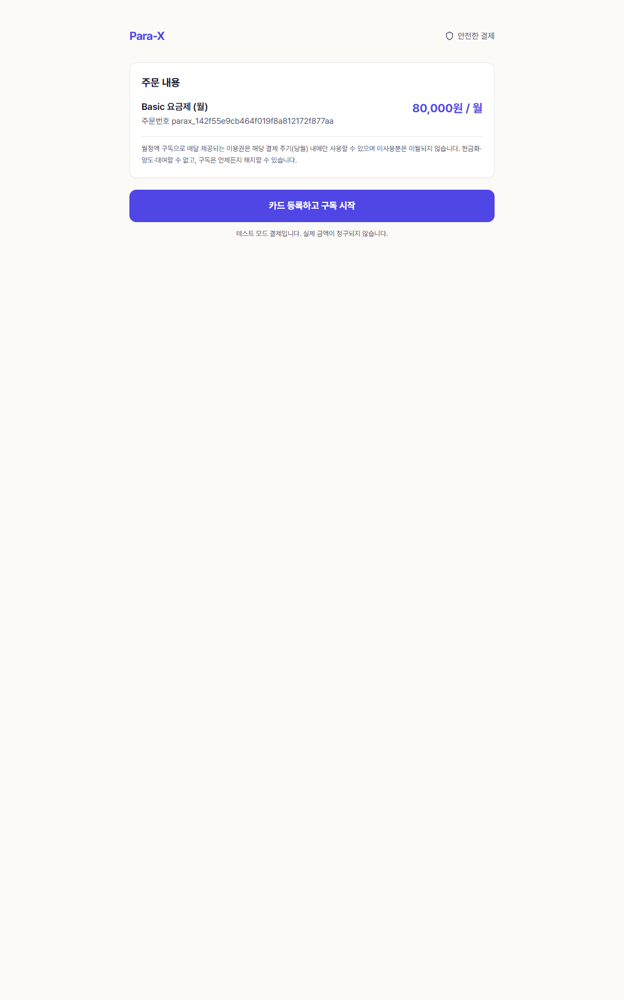 Para-X
안전한 결제
주문 내용
Basic 요금제 (월)
80,000원 / 월
주문번호 parax_142f55e9cb464f019f8a812172f877aa
월정액 구독으로 매달 제공되는 이용권은 해당 결제 주기(당월) 내에만 사용할 수 있으며 미사용분은 이월되지 않습니다. 현금화·
양도·대여할 수 없고, 구독은 언제든지 해지할 수 있습니다.
카드 등록하고 구독 시작
테스트 모드 결제입니다. 실제 금액이 청구되지 않습니다.